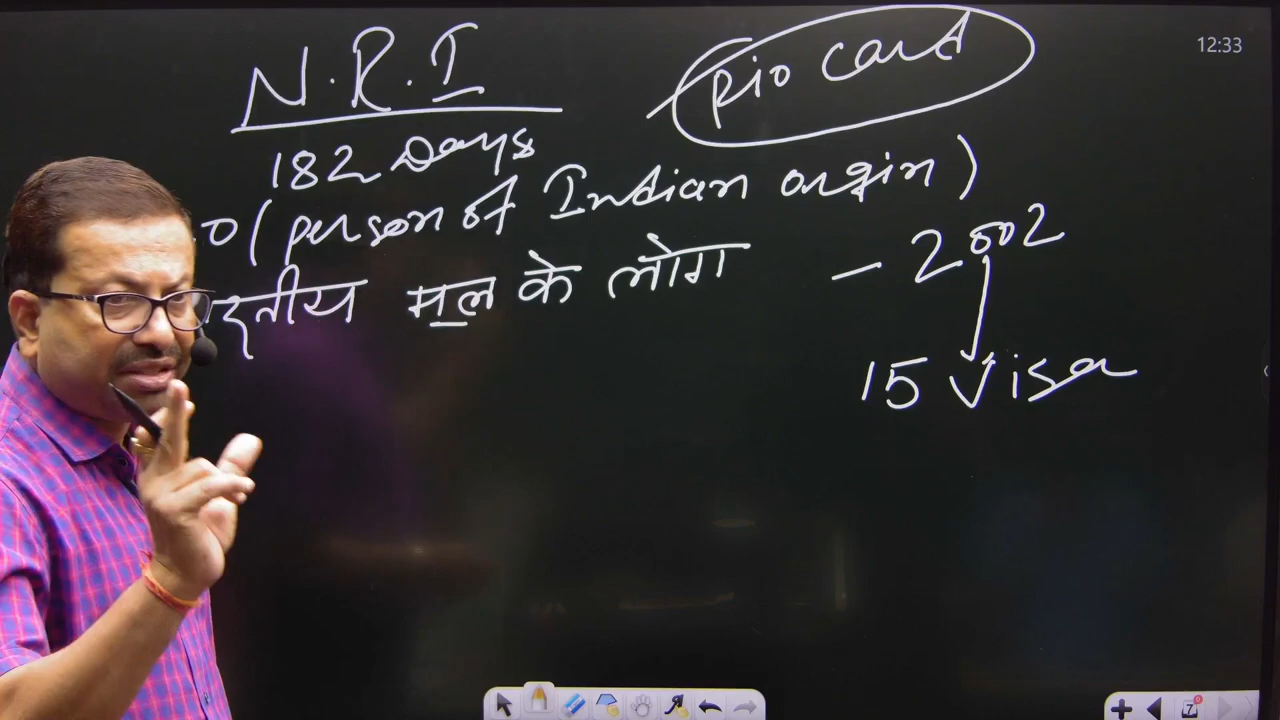 N.R.I
Pio card
12:33
182 Days
o (person of Indian origin)
मूल के लोग
- 2002
15 Visa